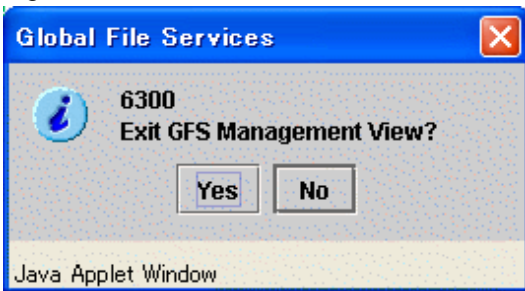 Global File Services
6300
Exit GFS Management View?
Yes No
Java Applet Window